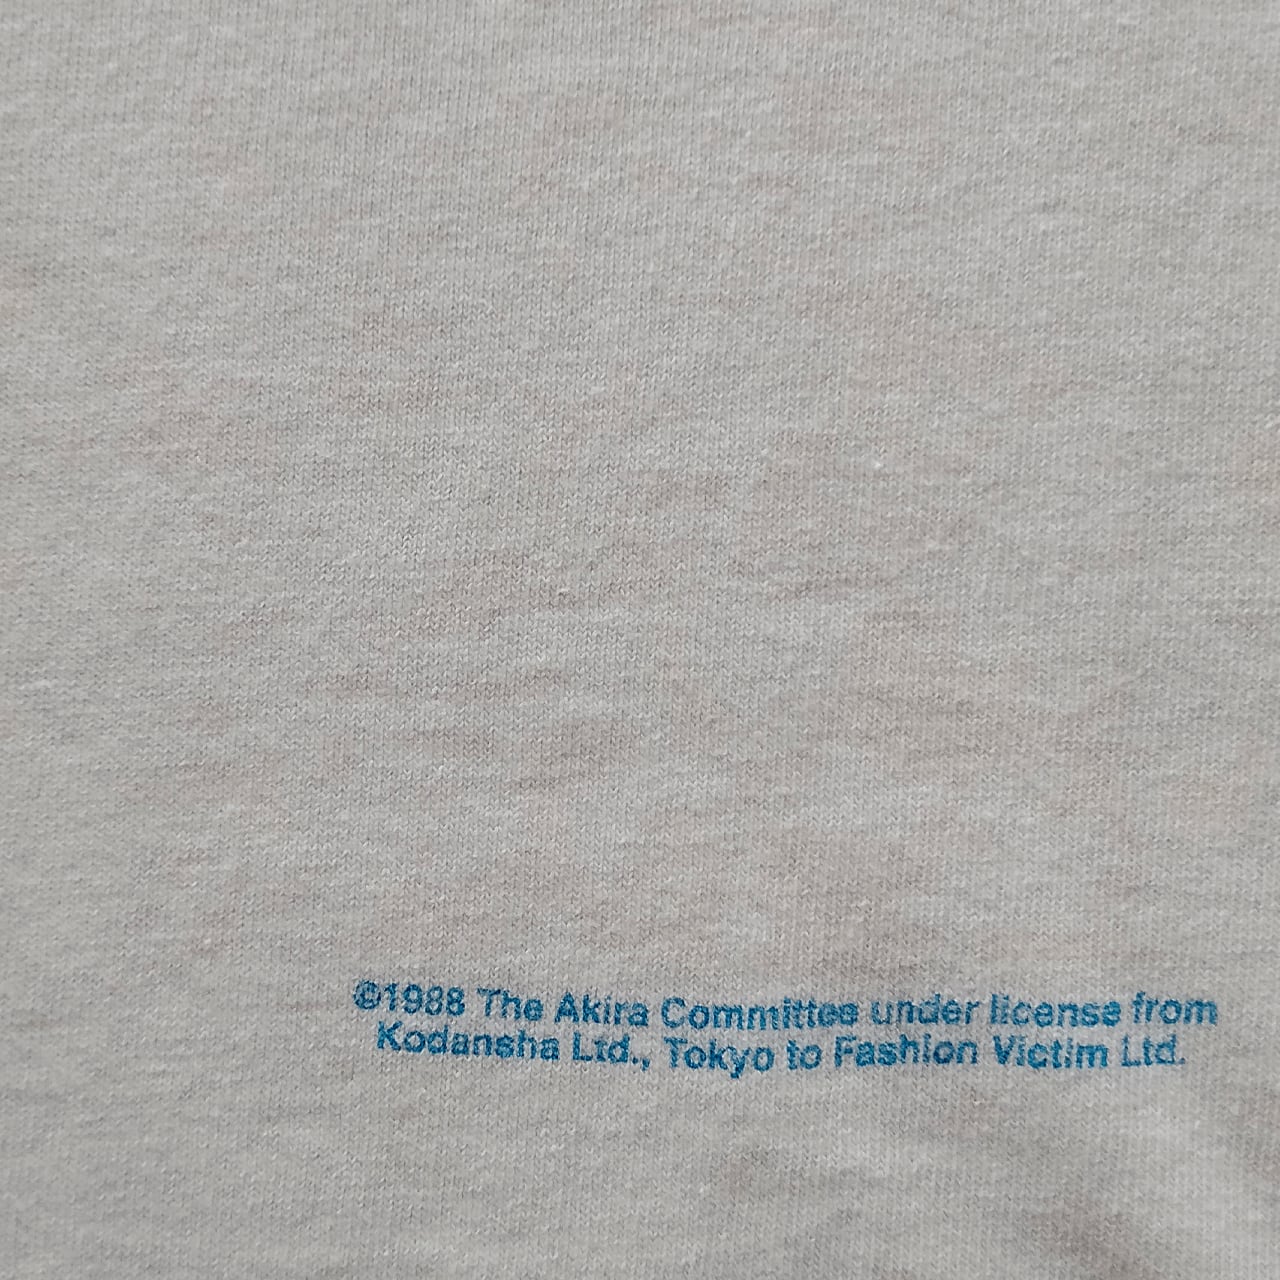 ©1988 The Akira Committee under license from
Kodansha Ltd., Tokyo to Fashion Victim Ltd.